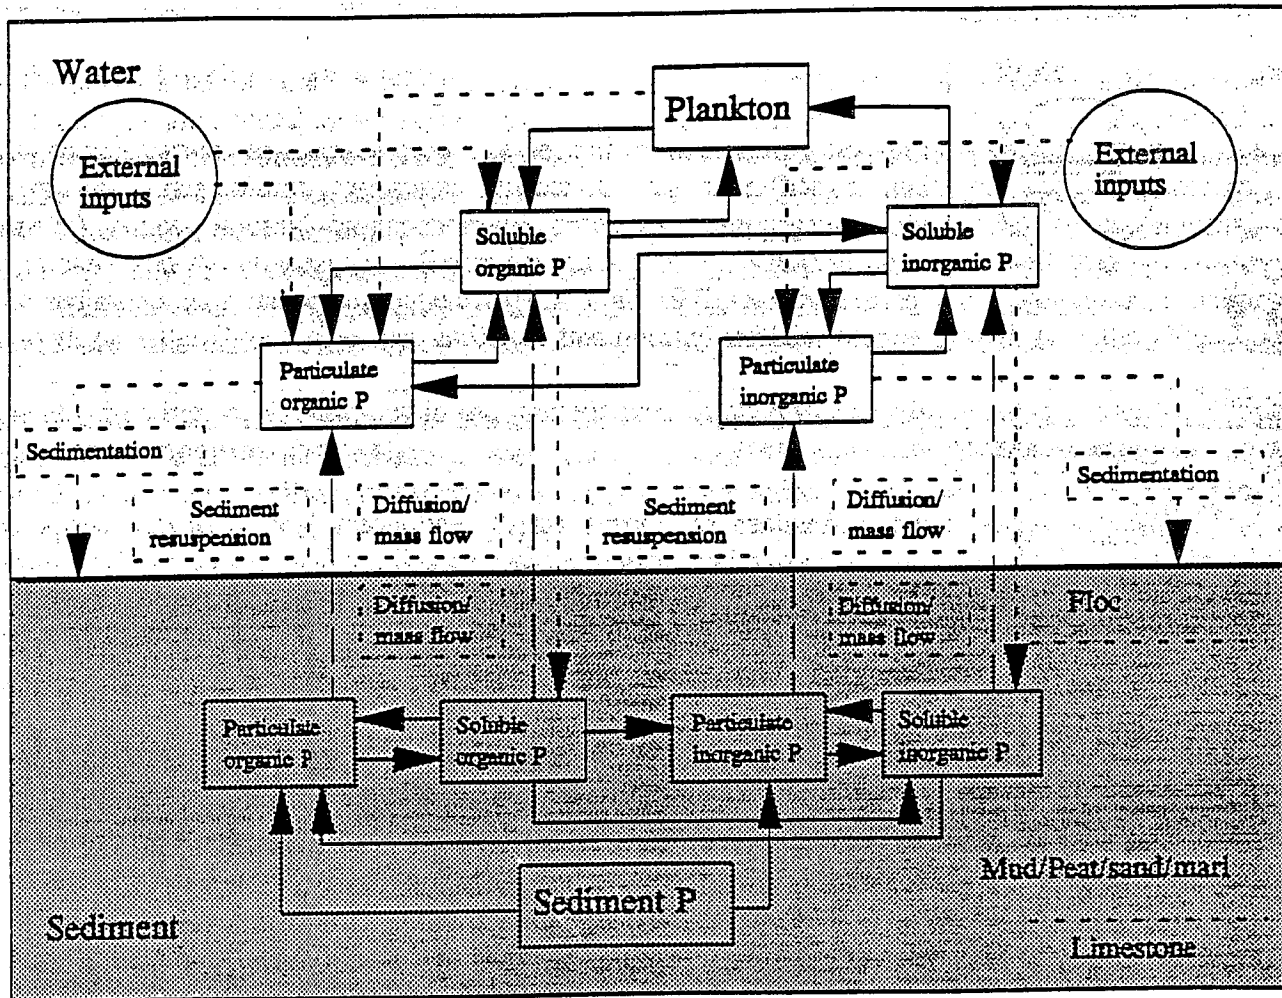 Water
Plankton
External
inputs
External
inputs
Soluble
organic P
Soluble
inorganic P
Particulate
organic P
Particulate
inorganic P
Sedimentation
Sedimentation
Sediment
resuspension
Diffusion/
mass flow
Sediment
resuspension
Diffusion/
mass flow
Diffusion/
mass flow
Diffusion/
mass flow
Floc
Particulate
organic P
Soluble
organic P
Particulate
inorganic P
Soluble
inorganic P
Mud/Peat/sand/mari
Sediment P
Sediment
Limestone